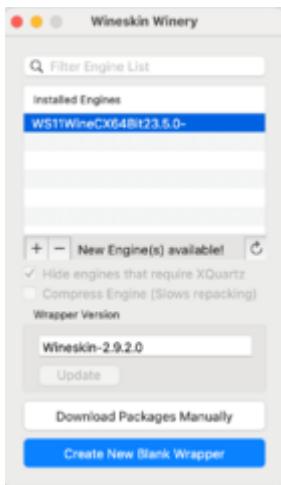 Wineskin Winery
Filter Engine List
Installed Engines
WS11WineCX64Bit23.5.0-
+ − New Engine(s) available!
Hide engines that require XQuartz
Compress Engine (Slows repacking)
Wrapper Version
Wineskin-2.9.2.0
Update
Download Packages Manually
Create New Blank Wrapper